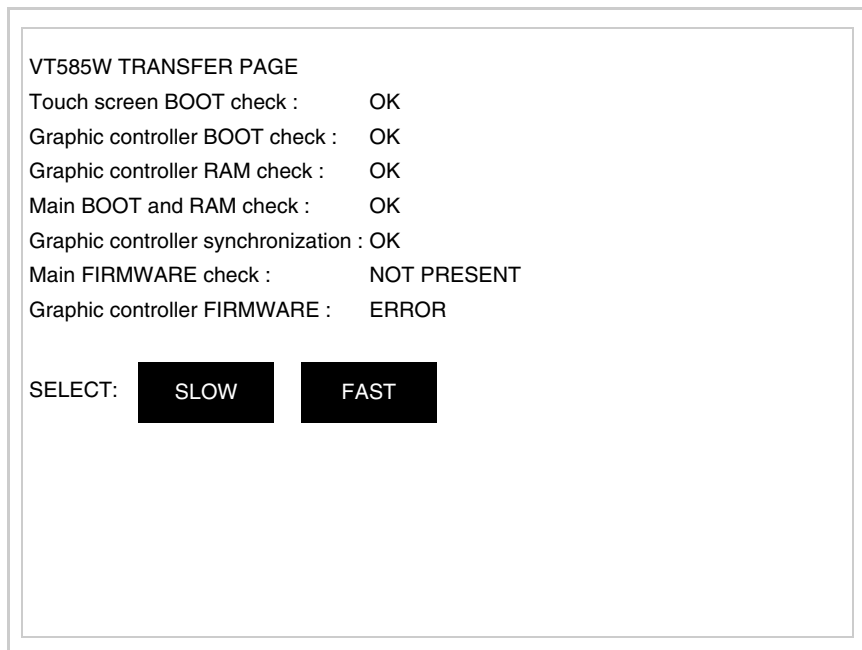 VT585W TRANSFER PAGE
Touch screen BOOT check : OK
Graphic controller BOOT check : OK
Graphic controller RAM check : OK
Main BOOT and RAM check : OK
Graphic controller synchronization : OK
Main FIRMWARE check : NOT PRESENT
Graphic controller FIRMWARE : ERROR
SELECT: SLOW FAST